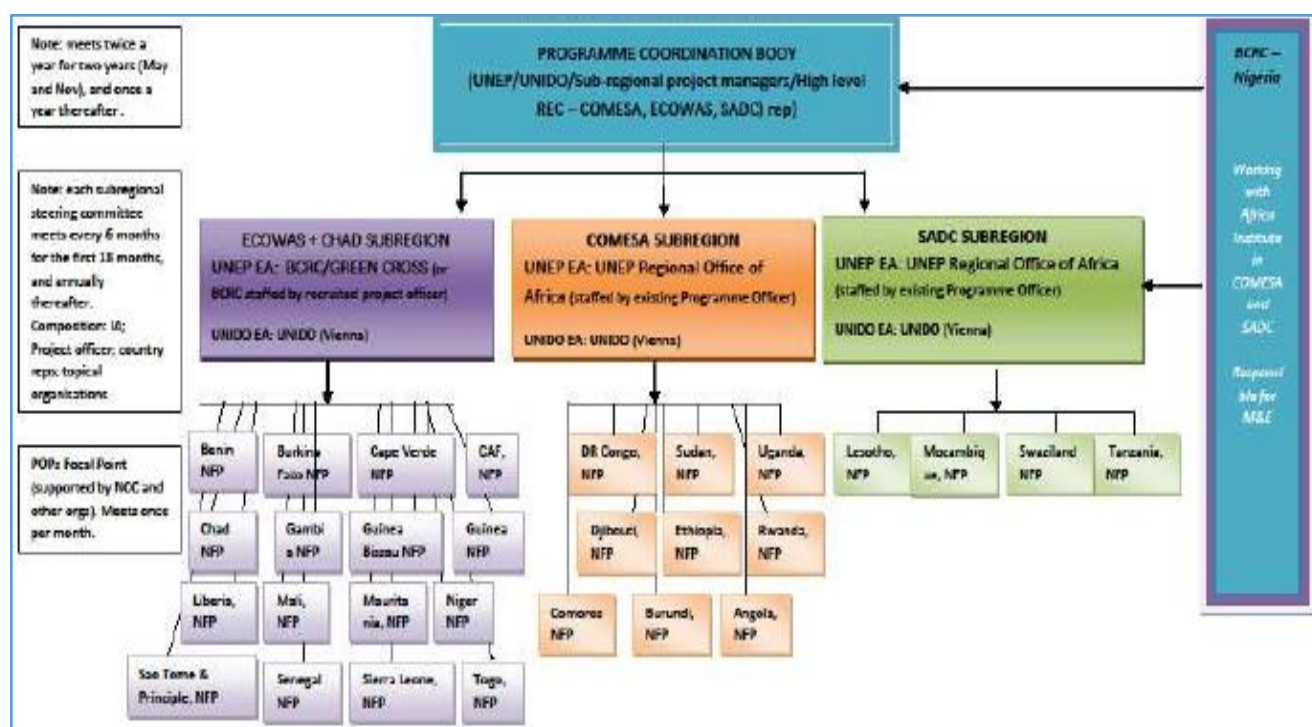 Note: meets twice a
year for two years (May
and Nov), and once a
year thereafter .
PROGRAMME COORDINATION BODY
(UNEP/UNIDO/Sub-regional project managers/High level
REC – COMESA, ECOWAS, SADC) rep)
BCRC –
Nigeria
Working
with
Africa
Institute
in
COMESA
and
SADC
Responsi
ble for
M&E
Note: each subregional
steering committee
meets every 6 months
for the first 18 months,
and annually
thereafter.
Composition: IA;
Project officer; country
reps; topical
organisations
ECOWAS + CHAD SUBREGION
UNEP EA: BCRC/GREEN CROSS (or
BCRC staffed by recruited project officer)
UNIDO EA: UNIDO (Vienna)
COMESA SUBREGION
UNEP EA: UNEP Regional Office of
Africa (staffed by existing Programme Officer)
UNIDO EA: UNIDO (Vienna)
SADC SUBREGION
UNEP EA: UNEP Regional Office of Africa
(staffed by existing Programme Officer)
UNIDO EA: UNIDO (Vienna)
POPs Focal Point
(supported by NCC and
other orgs). Meets once
per month.
Benin
NFP
Burkina
Faso NFP
Cape Verde
NFP
CAF,
NFP
Chad
NFP
Gambi
a NFP
Guinea
Bissau NFP
Guinea
NFP
Liberia,
NFP
Mali,
NFP
Maurita
nia, NFP
Niger
NFP
Sao Tome &
Principle, NFP
Senegal
NFP
Sierra Leone,
NFP
Togo,
NFP
DR Congo,
NFP
Sudan,
NFP
Uganda,
NFP
Djibouti,
NFP
Ethiopia,
NFP
Rwanda,
NFP
Comoros
NFP
Burundi,
NFP
Angola,
NFP
Lesotho,
NFP
Mocambiq
ue, NFP
Swaziland
NFP
Tanzania,
NFP